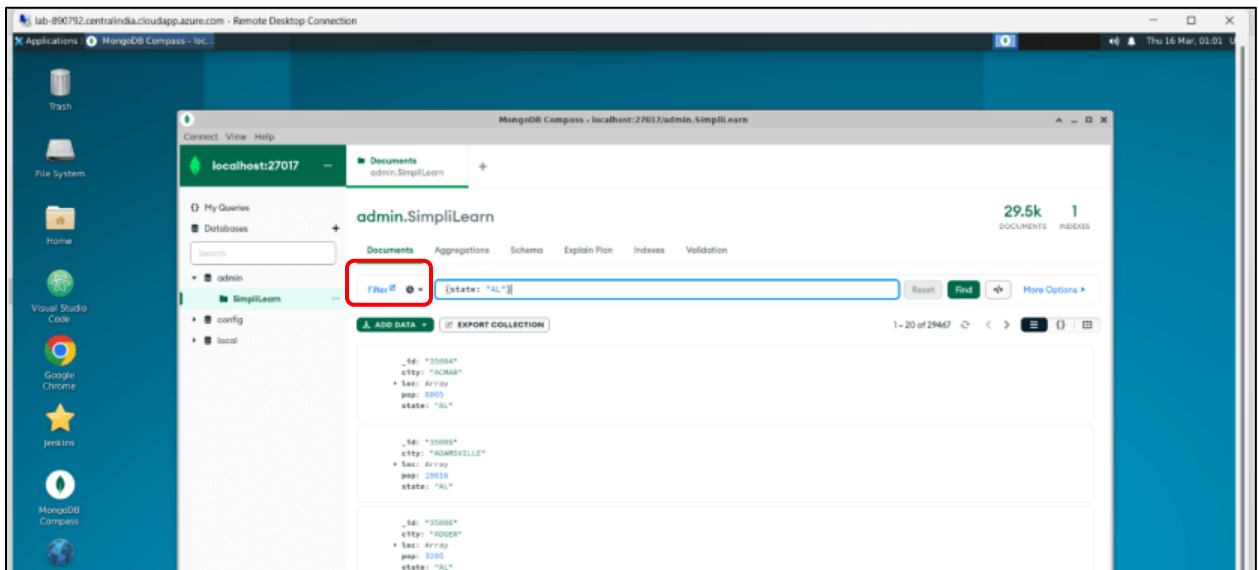 lab-890792.centralindia.cloudapp.azure.com - Remote Desktop Connection
Applications : MongoDB Compass - loc... Thu 16 Mar, 01:01 U
Trash
File System
Home
Visual Studio
Code
Google
Chrome
Jenkins
MongoDB
Compass
MongoDB Compass - localhost:27017/admin.SimpliLearn
Connect View Help
localhost:27017 ...
My Queries
Databases +
Search
admin
SimpliLearn ...
config
local
Documents
admin.SimpliLearn
+
admin.SimpliLearn
29.5k 1
DOCUMENTS INDEXES
Documents Aggregations Schema Explain Plan Indexes Validation
Filter {state: "AL"} Reset Find </> More Options
ADD DATA EXPORT COLLECTION 1 - 20 of 29467 < > {}
_id: "35004"
city: "ACMAR"
loc: Array
pop: 6065
state: "AL"
_id: "35005"
city: "ADAMSVILLE"
loc: Array
pop: 10616
state: "AL"
_id: "35006"
city: "ADGER"
loc: Array
pop: 3205
state: "AL"